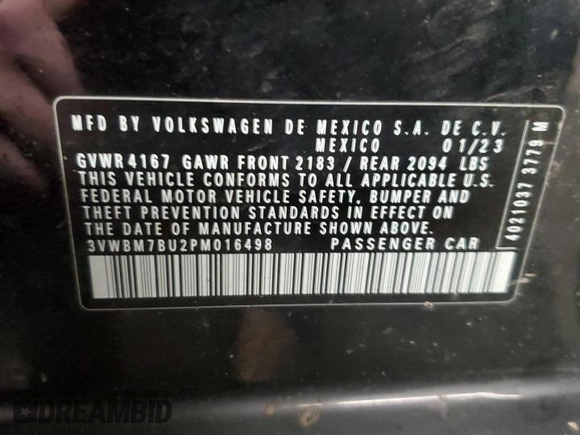 MFD BY VOLKSWAGEN DE MEXICO S.A. DE C.V.
MEXICO 01/23
GVWR 4167 GAWR FRONT 2183 / REAR 2094 LBS
THIS VEHICLE CONFORMS TO ALL APPLICABLE U.S.
FEDERAL MOTOR VEHICLE SAFETY, BUMPER AND
THEFT PREVENTION STANDARDS IN EFFECT ON
THE DATE OF MANUFACTURE SHOWN ABOVE.
3VWBM7BU2PM016498 PASSENGER CAR
4021037 3779 M
DREAMBID